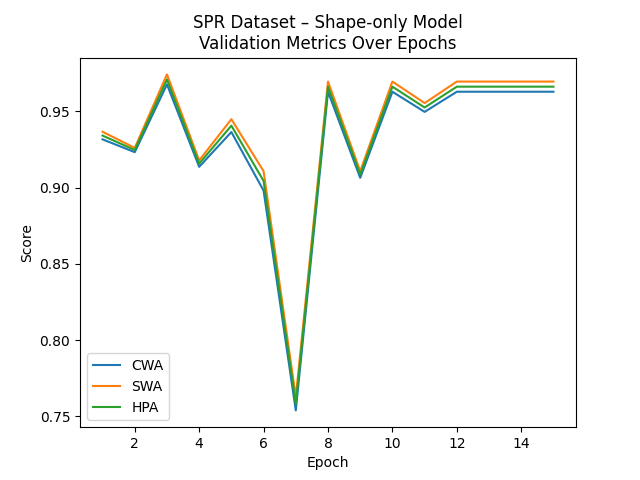 SPR Dataset – Shape-only Model
Validation Metrics Over Epochs
Score
0.95
0.90
0.85
0.80
0.75
CWA
SWA
HPA
2 4 6 8 10 12 14
Epoch